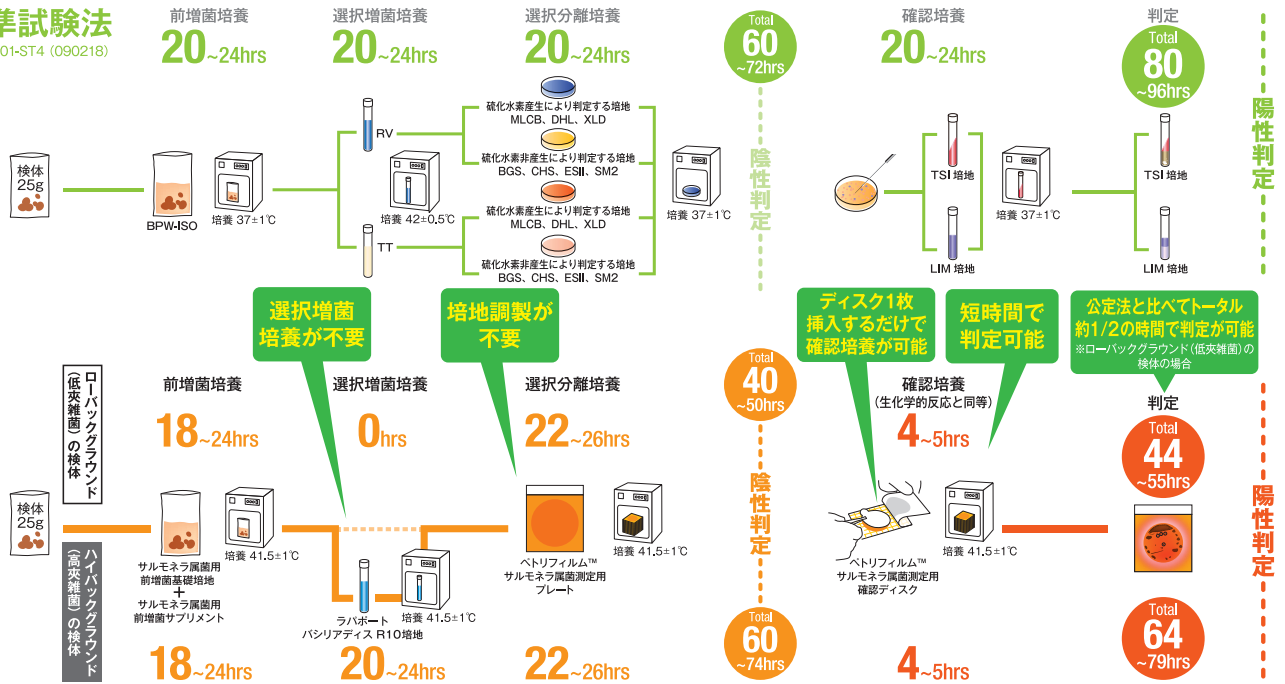 準試験法
01-ST4 (090218)
前増菌培養
20~24hrs
選択増菌培養
20~24hrs
選択分離培養
20~24hrs
Total
60
~72hrs
確認培養
20~24hrs
判定
Total
80
~96hrs
検体
25g
BPW-ISO
培養 37±1℃
RV
TT
培養 42±0.5℃
硫化水素産生により判定する培地
MLCB、DHL、XLD
硫化水素非産生により判定する培地
BGS、CHS、ESⅡ、SM2
硫化水素産生により判定する培地
MLCB、DHL、XLD
硫化水素非産生により判定する培地
BGS、CHS、ESⅡ、SM2
培養 37±1℃
陰性判定
TSI 培地
LIM 培地
培養 37±1℃
TSI 培地
LIM 培地
陽性判定
選択増菌
培養が不要
培地調製が
不要
ディスク1枚
挿入するだけで
確認培養が可能
短時間で
判定可能
公定法と比べてトータル
約1/2の時間で判定が可能
※ローバックグラウンド(低夾雑菌)の
検体の場合
ローバックグラウンド
(低夾雑菌)の検体
前増菌培養
18~24hrs
選択増菌培養
0hrs
選択分離培養
22~26hrs
Total
40
~50hrs
確認培養
(生化学的反応と同等)
4~5hrs
判定
Total
44
~55hrs
検体
25g
培養 41.5±1℃
サルモネラ属菌用
前増菌基礎培地
+
サルモネラ属菌用
前増菌サプリメント
ラパポート
バシリアディス R10培地
培養 41.5±1℃
ペトリフィルム™
サルモネラ属菌測定用
プレート
培養 41.5±1℃
陰性判定
ペトリフィルム™
サルモネラ属菌測定用
確認ディスク
培養 41.5±1℃
陽性判定
ハイバックグラウンド
(高夾雑菌)の検体
18~24hrs
20~24hrs
22~26hrs
Total
60
~74hrs
4~5hrs
Total
64
~79hrs